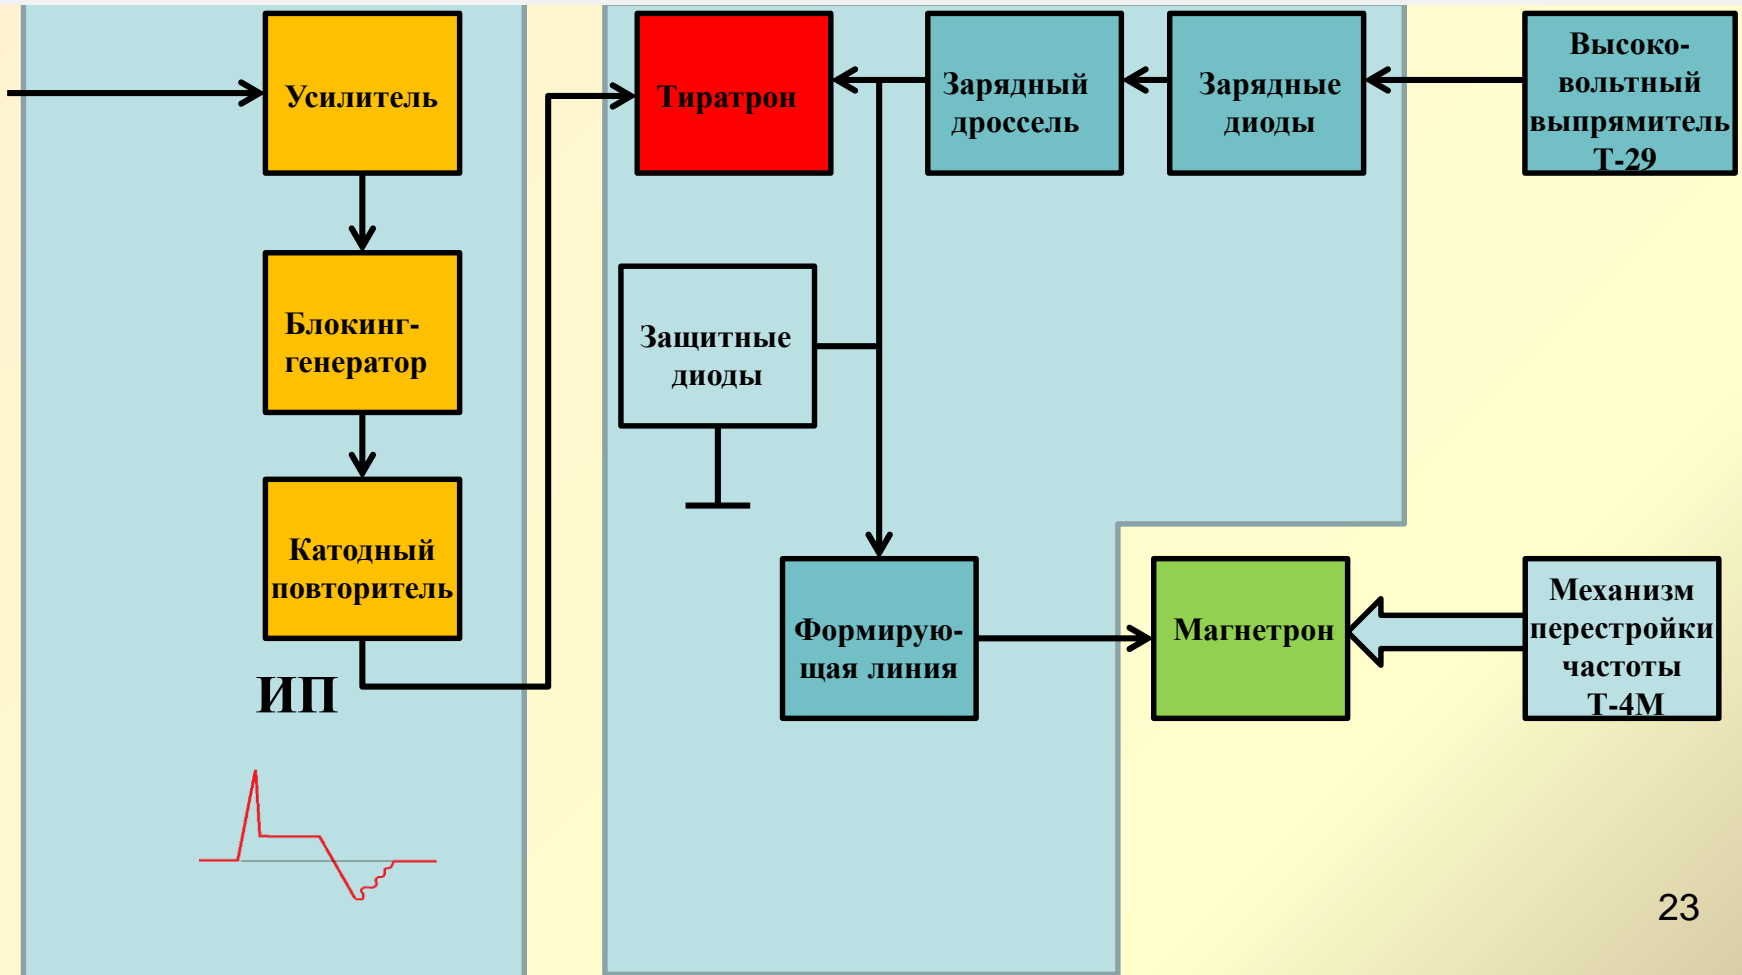 Усилитель
Тиратрон
Зарядный
дроссель
Зарядные
диоды
Высоко-
вольтный
выпрямитель
Т-29
Блокинг-
генератор
Защитные
диоды
Катодный
повторитель
Формирую-
щая линия
Магнетрон
Механизм
перестройки
частоты
Т-4М
ИП
23